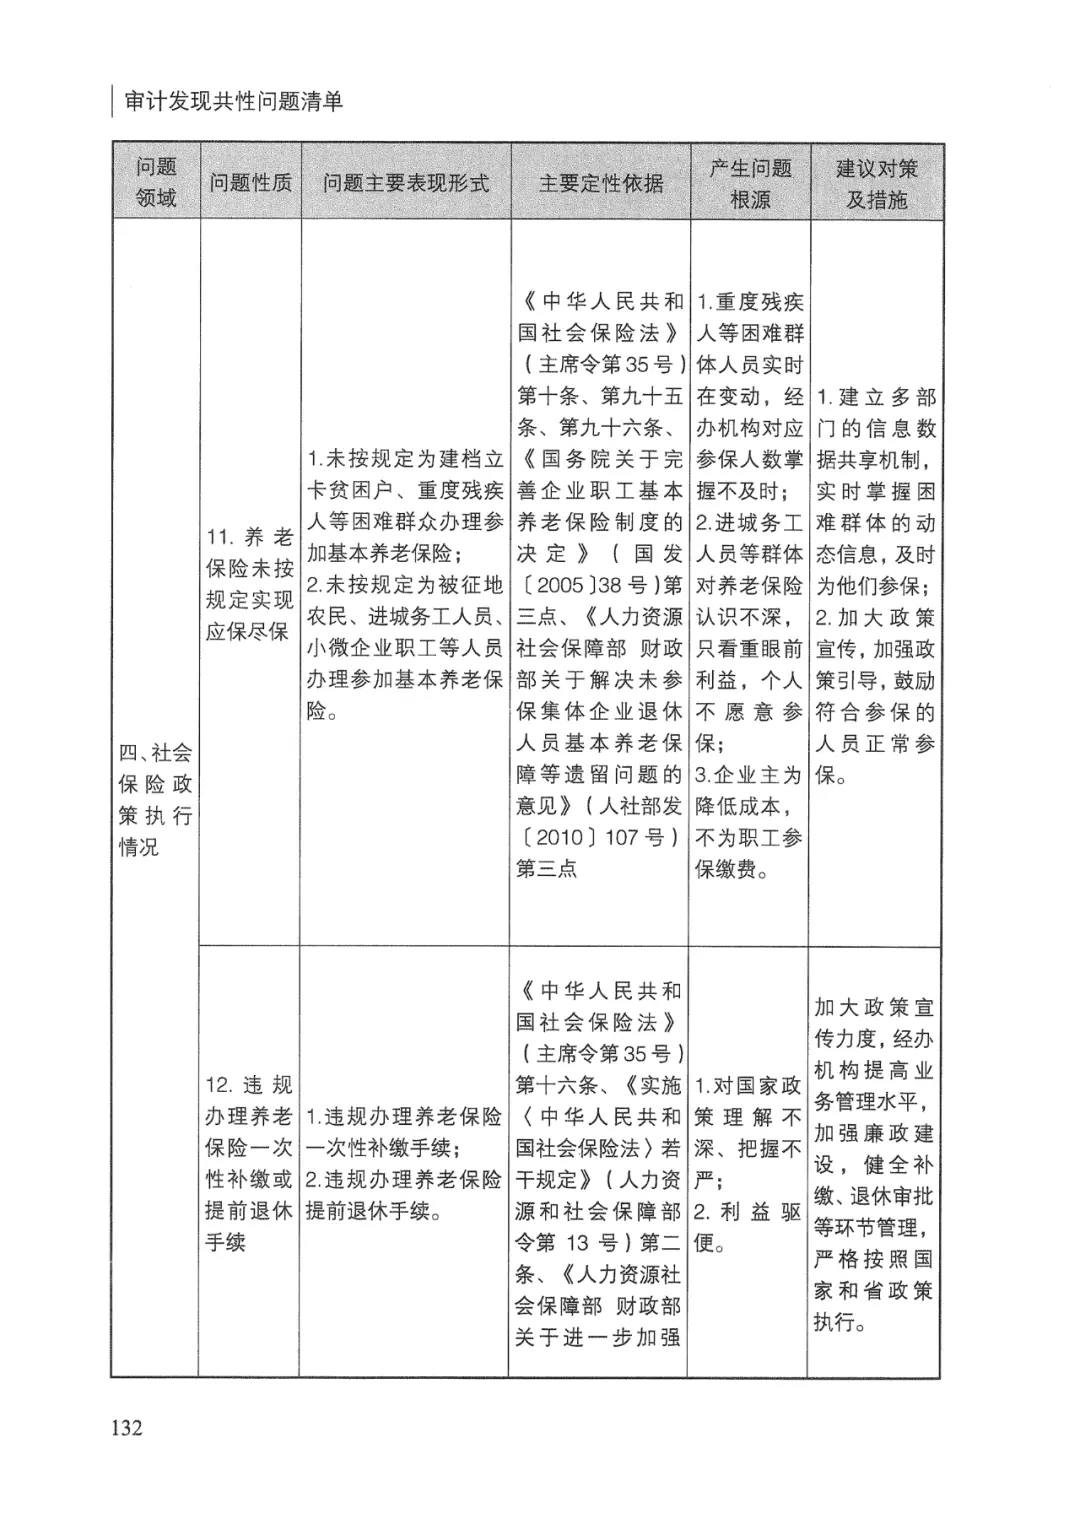 审计发现共性问题清单
问题
领域
问题性质
问题主要表现形式
主要定性依据
产生问题
根源
建议对策
及措施
四、社会
保险政
策执行
情况
11. 养老
保险未按
规定实现
应保尽保
1.未按规定为建档立
卡贫困户、重度残疾
人等困难群众办理参
加基本养老保险；
2.未按规定为被征地
农民、进城务工人员、
小微企业职工等人员
办理参加基本养老保
险。
《中华人民共和
国社会保险法》
（主席令第35号）
第十条、第九十五
条、第九十六条、
《国务院关于完
善企业职工基本
养老保险制度的
决定》（国发
〔2005〕38号）第
三点、《人力资源
社会保障部 财政
部关于解决未参
保集体企业退休
人员基本养老保
障等遗留问题的
意见》（人社部发
〔2010〕107号）
第三点
1.重度残疾
人等困难群
体人员实时
在变动，经
办机构对应
参保人数掌
握不及时；
2.进城务工
人员等群体
对养老保险
认识不深，
只看重眼前
利益，个人
不愿意参
保；
3.企业主为
降低成本，
不为职工参
保缴费。
1.建立多部
门的信息数
据共享机制，
实时掌握困
难群体的动
态信息，及时
为他们参保；
2.加大政策
宣传，加强政
策引导，鼓励
符合参保的
人员正常参
保。
12. 违规
办理养老
保险一次
性补缴或
提前退休
手续
1.违规办理养老保险
一次性补缴手续；
2.违规办理养老保险
提前退休手续。
《中华人民共和
国社会保险法》
（主席令第35号）
第十六条、《实施
〈中华人民共和
国社会保险法〉若
干规定》（人力资
源和社会保障部
令第 13 号）第二
条、《人力资源社
会保障部 财政部
关于进一步加强
1.对国家政
策理解不
深、把握不
严；
2.利益驱
便。
加大政策宣
传力度，经办
机构提高业
务管理水平，
加强廉政建
设，健全补
缴、退休审批
等环节管理，
严格按照国
家和省政策
执行。
132